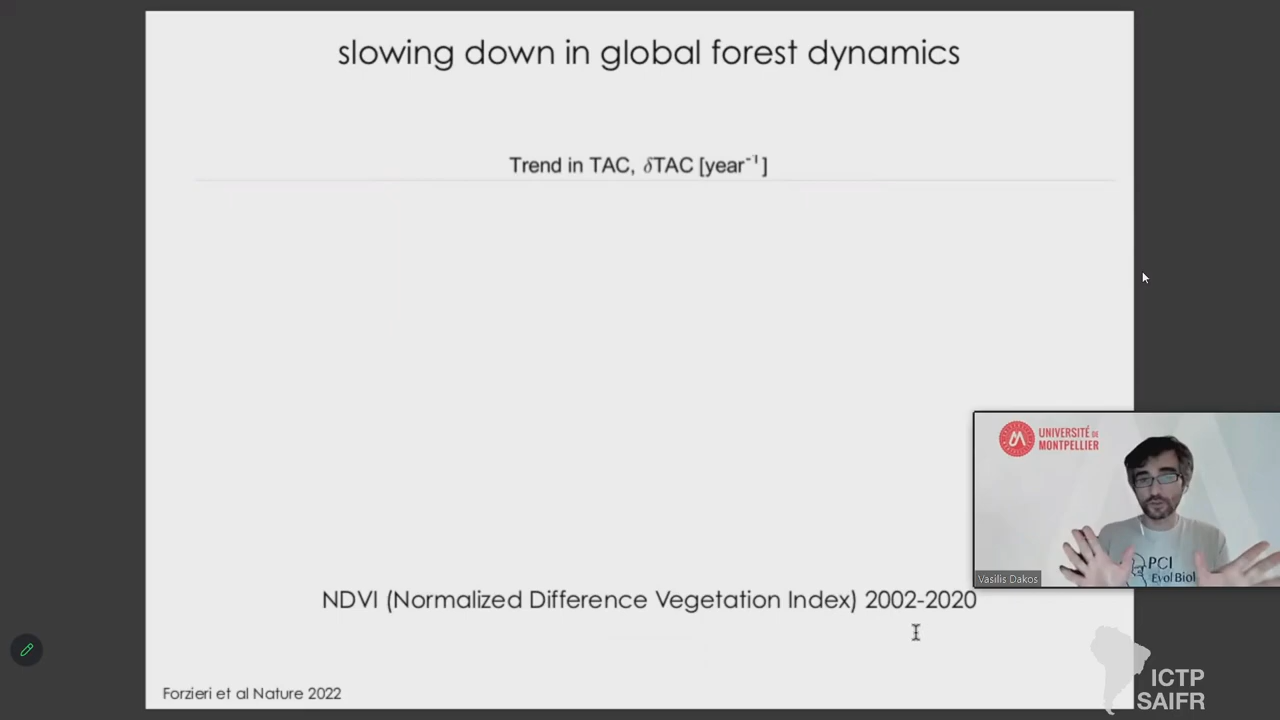 slowing down in global forest dynamics
Trend in TAC, δTAC [year⁻¹]
UNIVERSITÉ DE
MONTPELLIER
PCI
Evol Biol
Vasilis Dakos
NDVI (Normalized Difference Vegetation Index) 2002-2020
Forzieri et al Nature 2022
ICTP
SAIFR